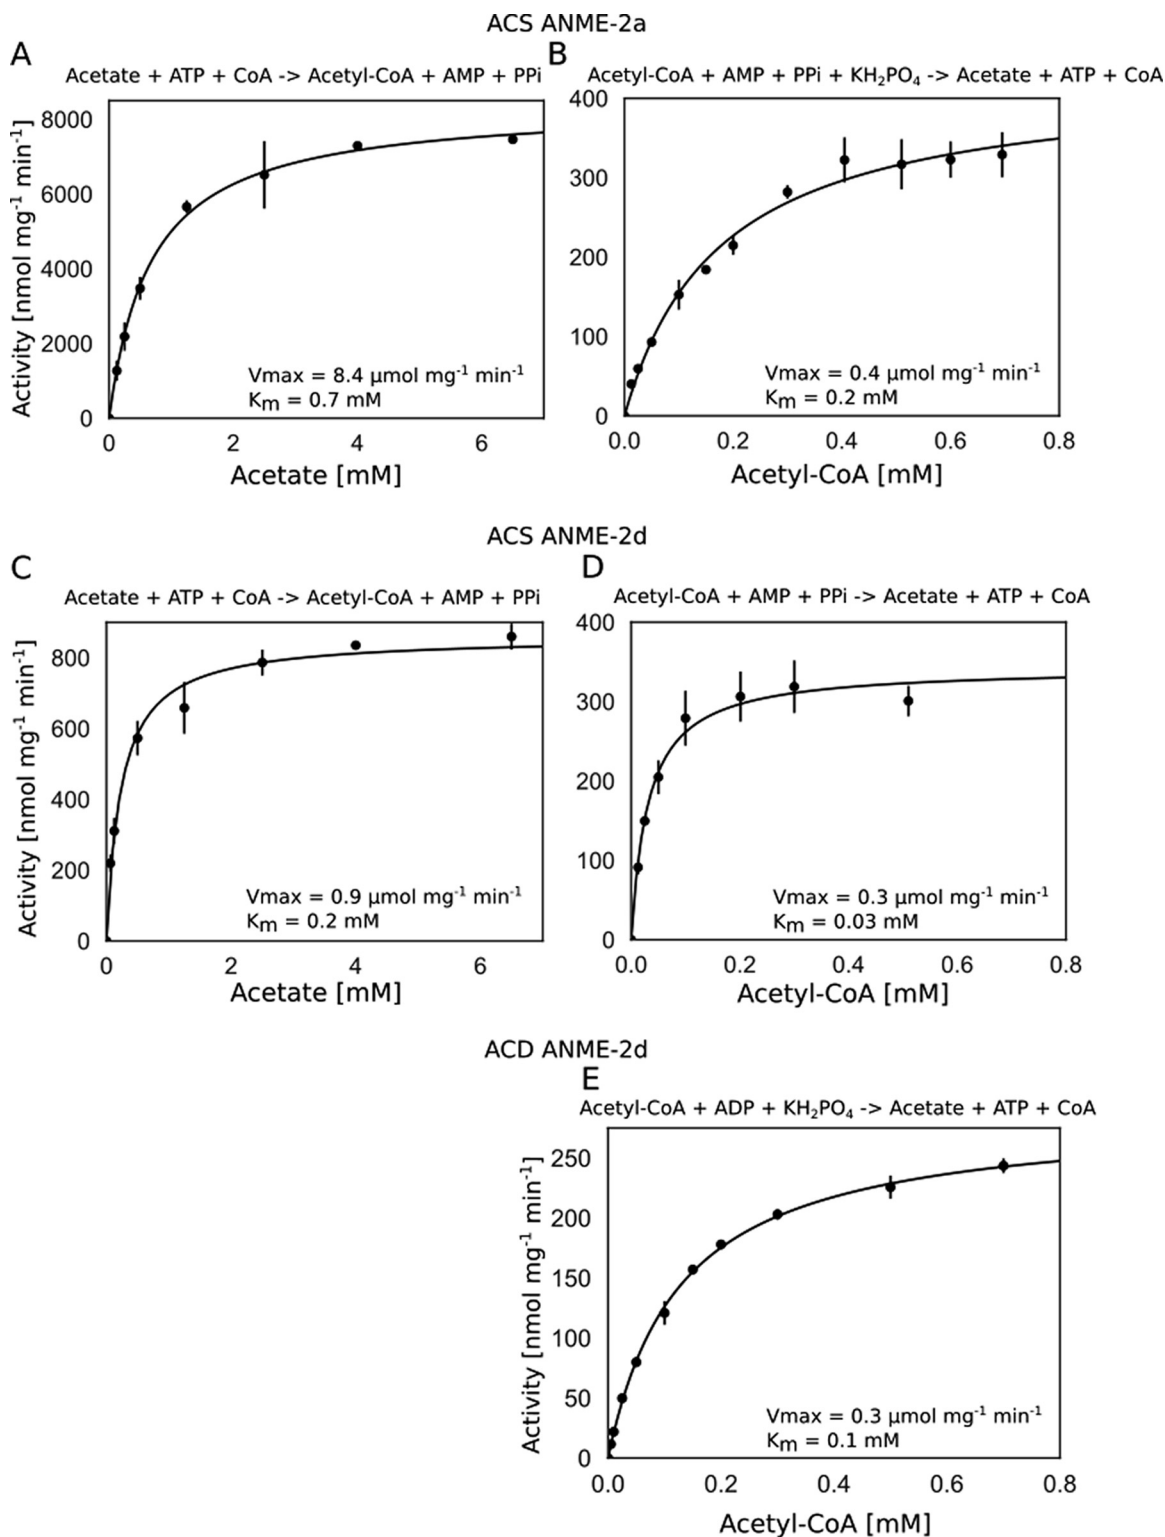 ACS ANME-2a
A
Acetate + ATP + CoA -> Acetyl-CoA + AMP + PPi
Activity [nmol mg⁻¹ min⁻¹]
8000
6000
4000
2000
0
Vmax = 8.4 µmol mg⁻¹ min⁻¹
Kₘ = 0.7 mM
0 2 4 6
Acetate [mM]
B
Acetyl-CoA + AMP + PPi + KH₂PO₄ -> Acetate + ATP + CoA
400
300
200
100
0
Vmax = 0.4 µmol mg⁻¹ min⁻¹
Kₘ = 0.2 mM
0.0 0.2 0.4 0.6 0.8
Acetyl-CoA [mM]
ACS ANME-2d
C
Acetate + ATP + CoA -> Acetyl-CoA + AMP + PPi
Activity [nmol mg⁻¹ min⁻¹]
800
600
400
200
0
Vmax = 0.9 µmol mg⁻¹ min⁻¹
Kₘ = 0.2 mM
0 2 4 6
Acetate [mM]
D
Acetyl-CoA + AMP + PPi -> Acetate + ATP + CoA
400
300
200
100
0
Vmax = 0.3 µmol mg⁻¹ min⁻¹
Kₘ = 0.03 mM
0.0 0.2 0.4 0.6 0.8
Acetyl-CoA [mM]
ACD ANME-2d
E
Acetyl-CoA + ADP + KH₂PO₄ -> Acetate + ATP + CoA
Activity [nmol mg⁻¹ min⁻¹]
250
200
150
100
50
0
Vmax = 0.3 µmol mg⁻¹ min⁻¹
Kₘ = 0.1 mM
0.0 0.2 0.4 0.6 0.8
Acetyl-CoA [mM]